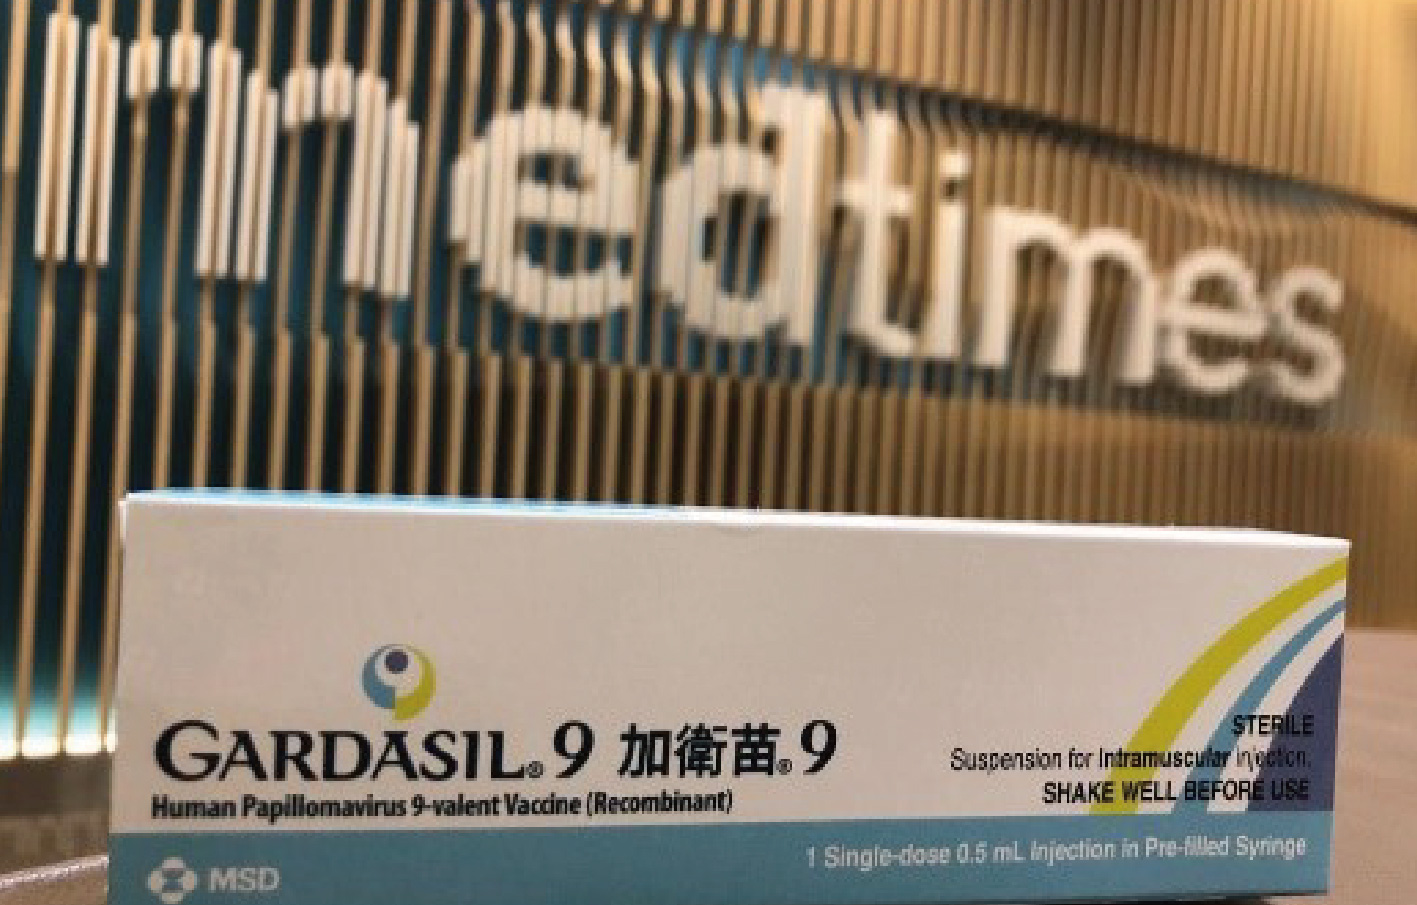 medtimes
GARDASIL®9 加衛苗®9
Human Papillomavirus 9-valent Vaccine (Recombinant)
STERILE
Suspension for Intramuscular Injection.
SHAKE WELL BEFORE USE
1 Single-dose 0.5 mL Injection in Pre-filled Syringe
MSD